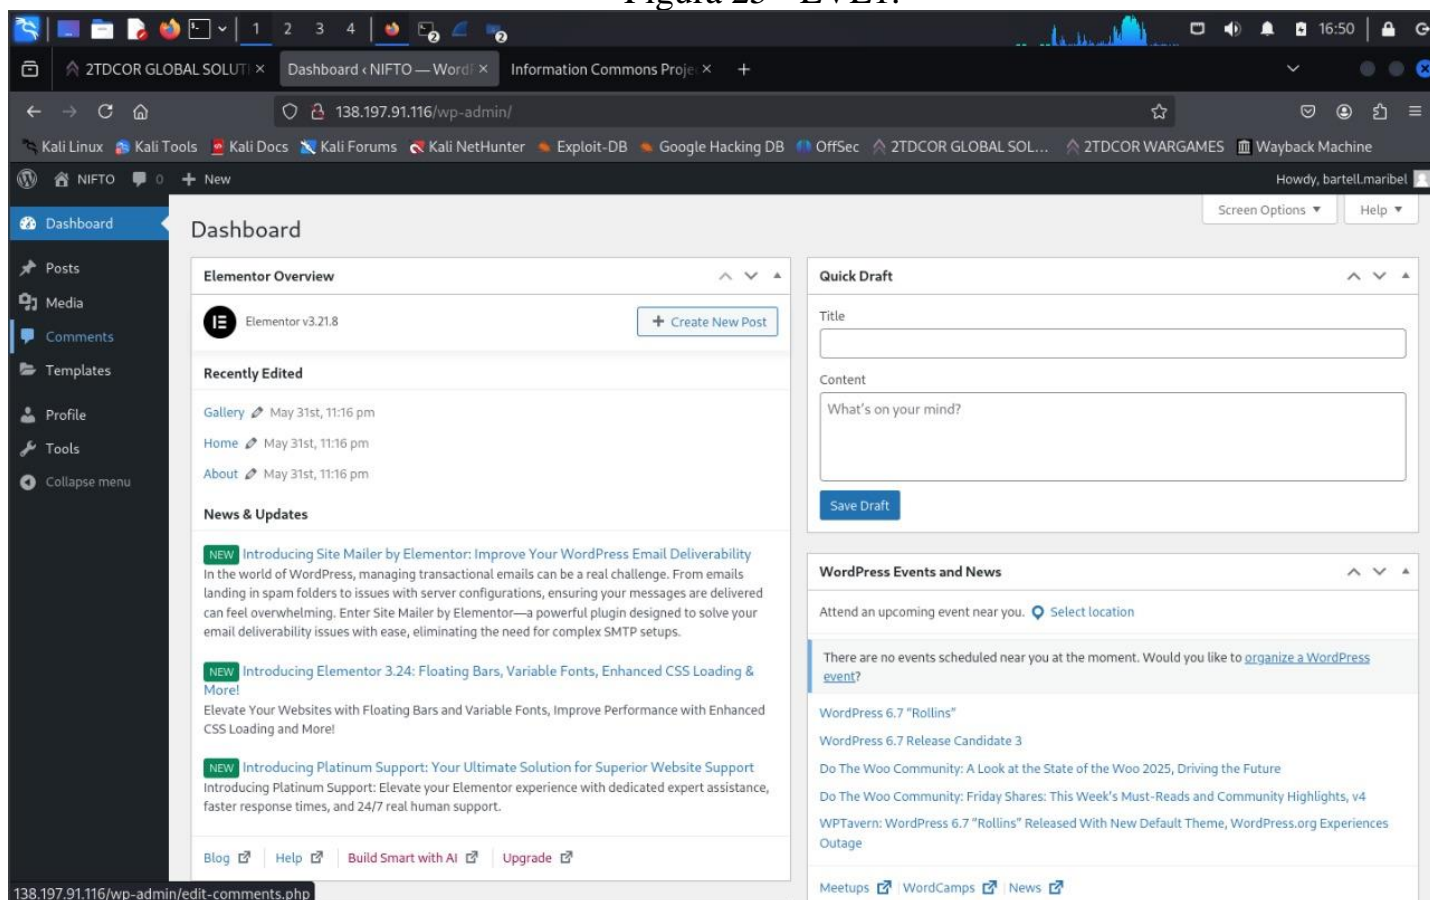 Figura 23 - EVE1.
1 2 3 4
2
2
16:50
2TDCOR GLOBAL SOLUTI
Dashboard ‹ NIFTO — WordP
Information Commons Proje
138.197.91.116/wp-admin/
Kali Linux Kali Tools Kali Docs Kali Forums Kali NetHunter Exploit-DB Google Hacking DB OffSec 2TDCOR GLOBAL SOL... 2TDCOR WARGAMES Wayback Machine
NIFTO 0 + New
Howdy, bartell.maribel
Screen Options
Help
Dashboard
Posts
Media
Comments
Templates
Profile
Tools
Collapse menu
Dashboard
Elementor Overview
Elementor v3.21.8
+ Create New Post
Recently Edited
Gallery May 31st, 11:16 pm
Home May 31st, 11:16 pm
About May 31st, 11:16 pm
News & Updates
NEW Introducing Site Mailer by Elementor: Improve Your WordPress Email Deliverability
In the world of WordPress, managing transactional emails can be a real challenge. From emails
landing in spam folders to issues with server configurations, ensuring your messages are delivered
can feel overwhelming. Enter Site Mailer by Elementor—a powerful plugin designed to solve your
email deliverability issues with ease, eliminating the need for complex SMTP setups.
NEW Introducing Elementor 3.24: Floating Bars, Variable Fonts, Enhanced CSS Loading &
More!
Elevate Your Websites with Floating Bars and Variable Fonts, Improve Performance with Enhanced
CSS Loading and More!
NEW Introducing Platinum Support: Your Ultimate Solution for Superior Website Support
Introducing Platinum Support: Elevate your Elementor experience with dedicated expert assistance,
faster response times, and 24/7 real human support.
Blog Help Build Smart with AI Upgrade
Quick Draft
Title
Content
What's on your mind?
Save Draft
WordPress Events and News
Attend an upcoming event near you. Select location
There are no events scheduled near you at the moment. Would you like to organize a WordPress
event?
WordPress 6.7 "Rollins"
WordPress 6.7 Release Candidate 3
Do The Woo Community: A Look at the State of the Woo 2025, Driving the Future
Do The Woo Community: Friday Shares: This Week's Must-Reads and Community Highlights, v4
WPTavern: WordPress 6.7 "Rollins" Released With New Default Theme, WordPress.org Experiences
Outage
Meetups WordCamps News
138.197.91.116/wp-admin/edit-comments.php